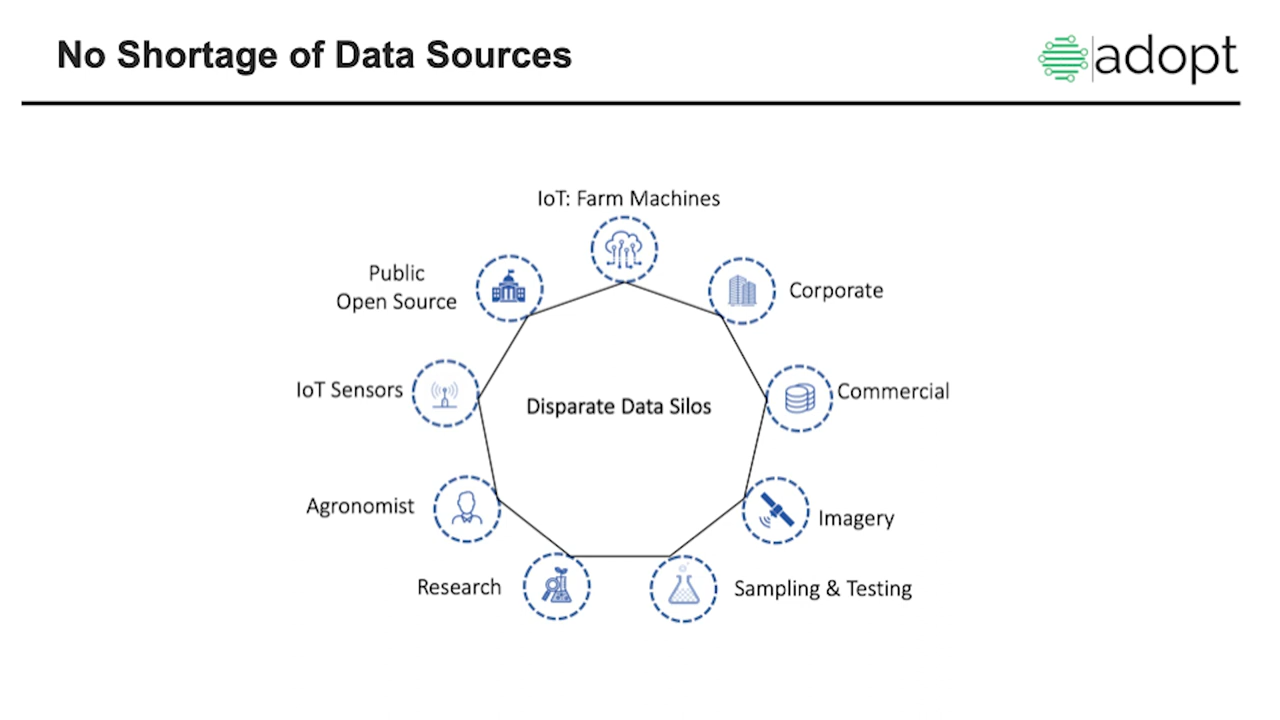 No Shortage of Data Sources
adopt
IoT: Farm Machines
Public
Open Source
Corporate
IoT Sensors
Commercial
Disparate Data Silos
Agronomist
Imagery
Research
Sampling & Testing